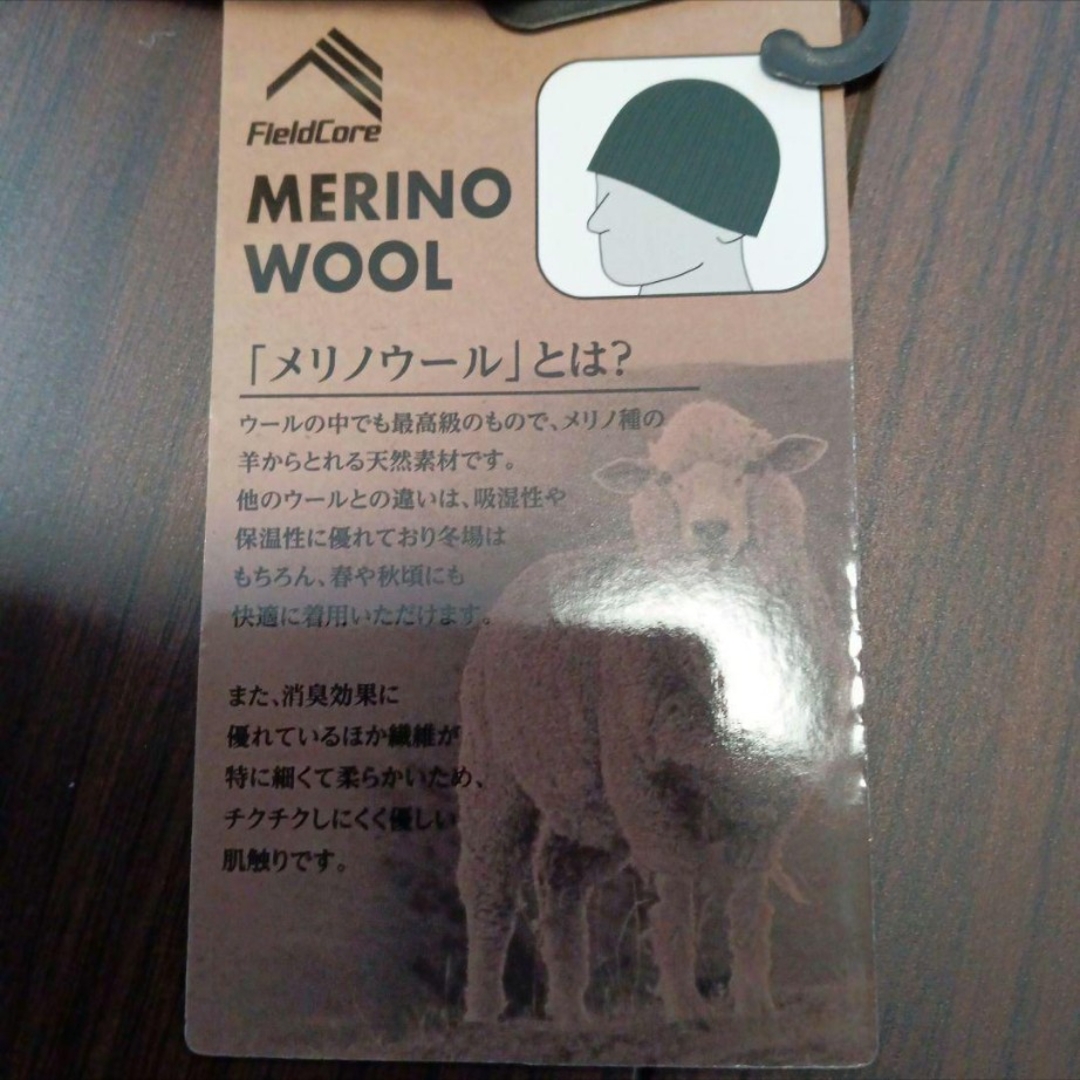 FieldCore
MERINO
WOOL
「メリノウール」とは?
ウールの中でも最高級のもので、メリノ種の
羊からとれる天然素材です。
他のウールとの違いは、吸湿性や
保温性に優れており冬場は
もちろん、春や秋頃にも
快適に着用いただけます。
また、消臭効果に
優れているほか繊維が
特に細くて柔らかいため、
チクチクしにくく優しい
肌触りです。